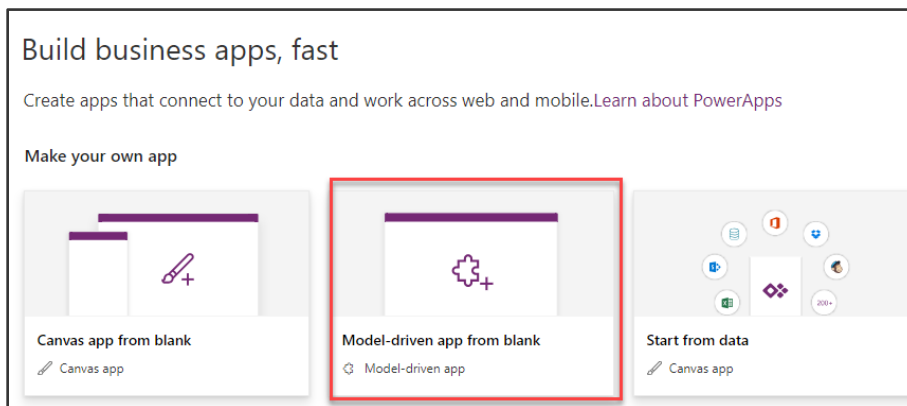 Build business apps, fast
Create apps that connect to your data and work across web and mobile.Learn about PowerApps
Make your own app
200+
Canvas app from blank
Canvas app
Model-driven app from blank
Model-driven app
Start from data
Canvas app